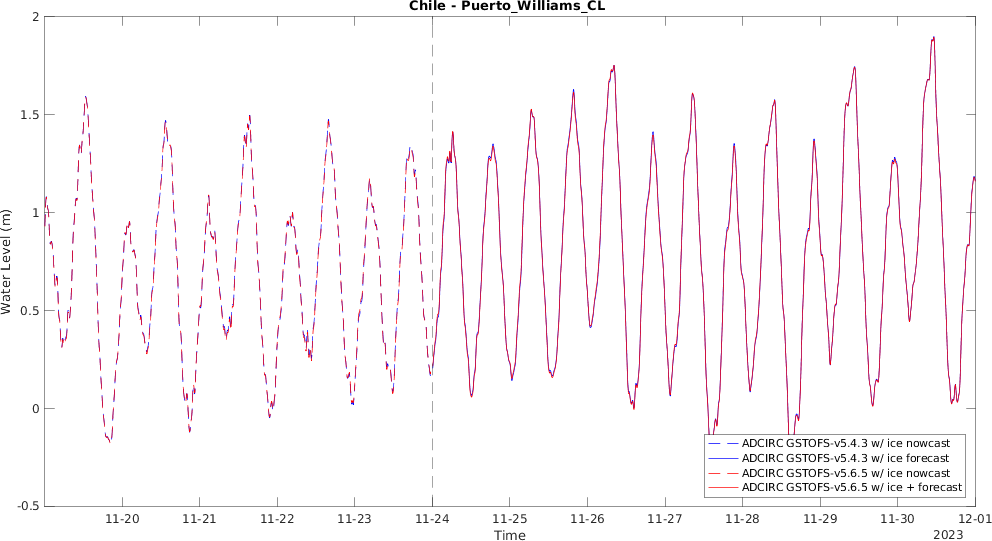 Chile - Puerto_Williams_CL
2
1.5
1
0.5
0
-0.5
Water Level (m)
ADCIRC GSTOFS-v5.4.3 w/ ice nowcast
ADCIRC GSTOFS-v5.4.3 w/ ice forecast
ADCIRC GSTOFS-v5.6.5 w/ ice nowcast
ADCIRC GSTOFS-v5.6.5 w/ ice + forecast
11-20 11-21 11-22 11-23 11-24 11-25 11-26 11-27 11-28 11-29 11-30 12-01
Time
2023